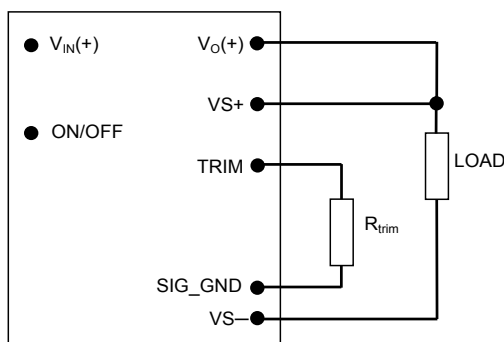 V_IN(+)
V_O(+)
VS+
ON/OFF
TRIM
LOAD
R_trim
SIG_GND
VS─